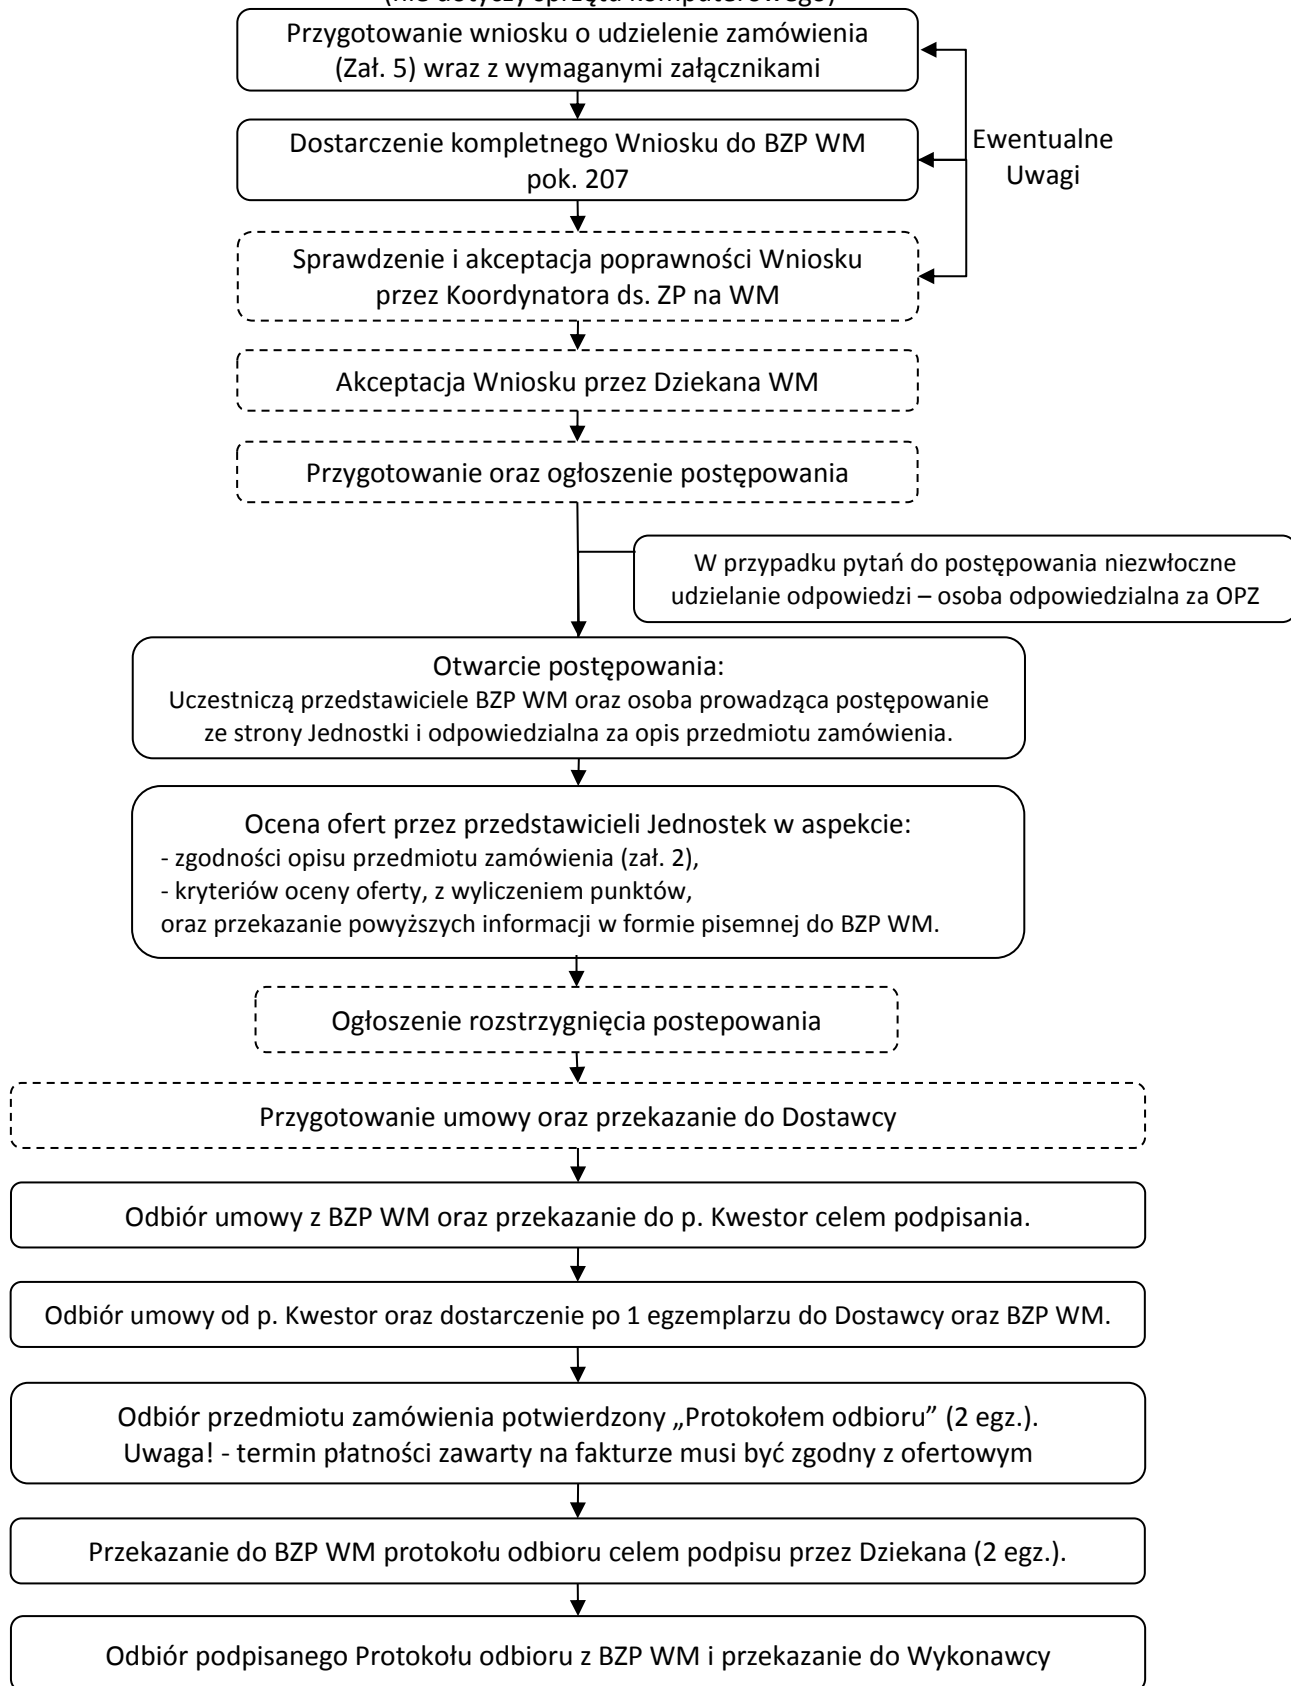 (nie dotyczy sprzętu komputerowego)
Przygotowanie wniosku o udzielenie zamówienia
(Zał. 5) wraz z wymaganymi załącznikami
Dostarczenie kompletnego Wniosku do BZP WM
pok. 207
Ewentualne
Uwagi
Sprawdzenie i akceptacja poprawności Wniosku
przez Koordynatora ds. ZP na WM
Akceptacja Wniosku przez Dziekana WM
Przygotowanie oraz ogłoszenie postępowania
W przypadku pytań do postępowania niezwłoczne
udzielanie odpowiedzi – osoba odpowiedzialna za OPZ
Otwarcie postępowania:
Uczestniczą przedstawiciele BZP WM oraz osoba prowadząca postępowanie
ze strony Jednostki i odpowiedzialna za opis przedmiotu zamówienia.
Ocena ofert przez przedstawicieli Jednostek w aspekcie:
- zgodności opisu przedmiotu zamówienia (zał. 2),
- kryteriów oceny oferty, z wyliczeniem punktów,
oraz przekazanie powyższych informacji w formie pisemnej do BZP WM.
Ogłoszenie rozstrzygnięcia postepowania
Przygotowanie umowy oraz przekazanie do Dostawcy
Odbiór umowy z BZP WM oraz przekazanie do p. Kwestor celem podpisania.
Odbiór umowy od p. Kwestor oraz dostarczenie po 1 egzemplarzu do Dostawcy oraz BZP WM.
Odbiór przedmiotu zamówienia potwierdzony „Protokołem odbioru” (2 egz.).
Uwaga! - termin płatności zawarty na fakturze musi być zgodny z ofertowym
Przekazanie do BZP WM protokołu odbioru celem podpisu przez Dziekana (2 egz.).
Odbiór podpisanego Protokołu odbioru z BZP WM i przekazanie do Wykonawcy